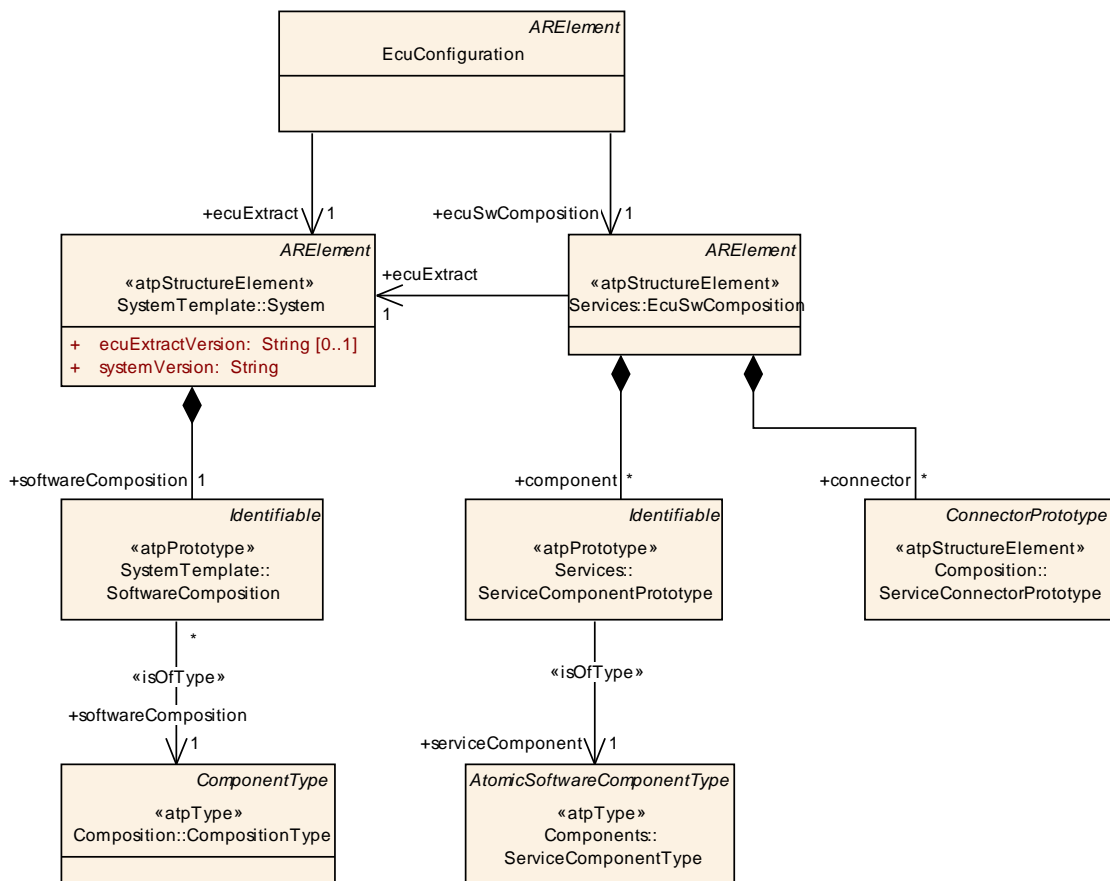 ARElement
EcuConfiguration
+ecuExtract
1
+ecuSwComposition
1
ARElement
«atpStructureElement»
SystemTemplate::System
+ ecuExtractVersion: String [0..1]
+ systemVersion: String
+ecuExtract
1
ARElement
«atpStructureElement»
Services::EcuSwComposition
+softwareComposition
1
+component
*
+connector
*
Identifiable
«atpPrototype»
SystemTemplate::
SoftwareComposition
Identifiable
«atpPrototype»
Services::
ServiceComponentPrototype
ConnectorPrototype
«atpStructureElement»
Composition::
ServiceConnectorPrototype
*
«isOfType»
+softwareComposition
1
«isOfType»
+serviceComponent
1
ComponentType
«atpType»
Composition::CompositionType
AtomicSoftwareComponentType
«atpType»
Components::
ServiceComponentType